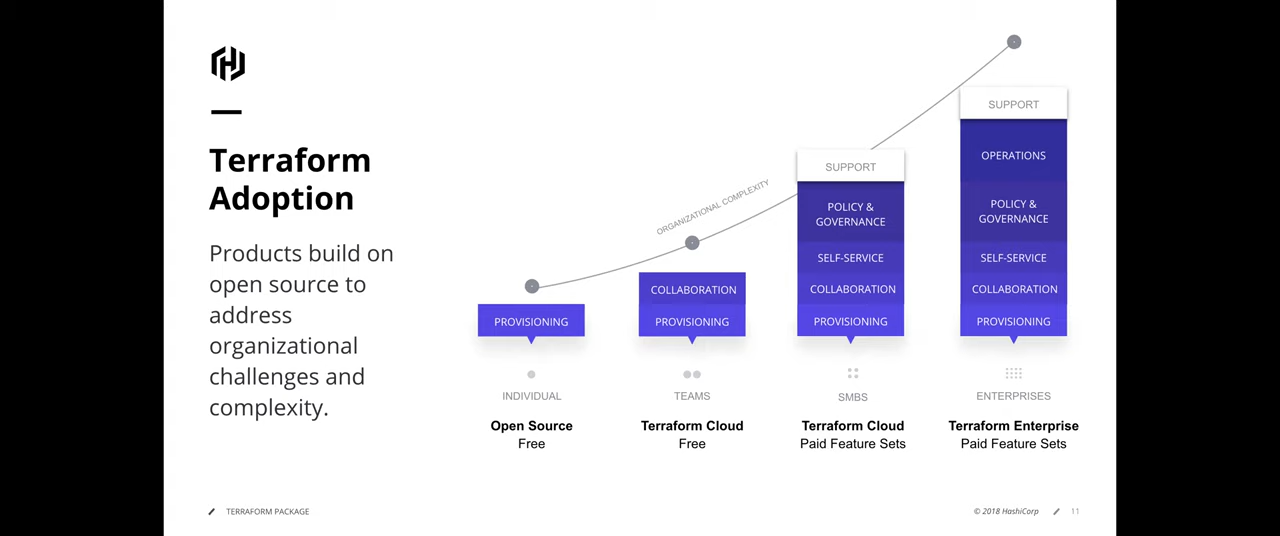 Terraform
Adoption
Products build on
open source to
address
organizational
challenges and
complexity.
ORGANIZATIONAL COMPLEXITY
PROVISIONING
COLLABORATION
PROVISIONING
SUPPORT
POLICY &
GOVERNANCE
SELF-SERVICE
COLLABORATION
PROVISIONING
SUPPORT
OPERATIONS
POLICY &
GOVERNANCE
SELF-SERVICE
COLLABORATION
PROVISIONING
INDIVIDUAL
Open Source
Free
TEAMS
Terraform Cloud
Free
SMBS
Terraform Cloud
Paid Feature Sets
ENTERPRISES
Terraform Enterprise
Paid Feature Sets
TERRAFORM PACKAGE
© 2018 HashiCorp
11